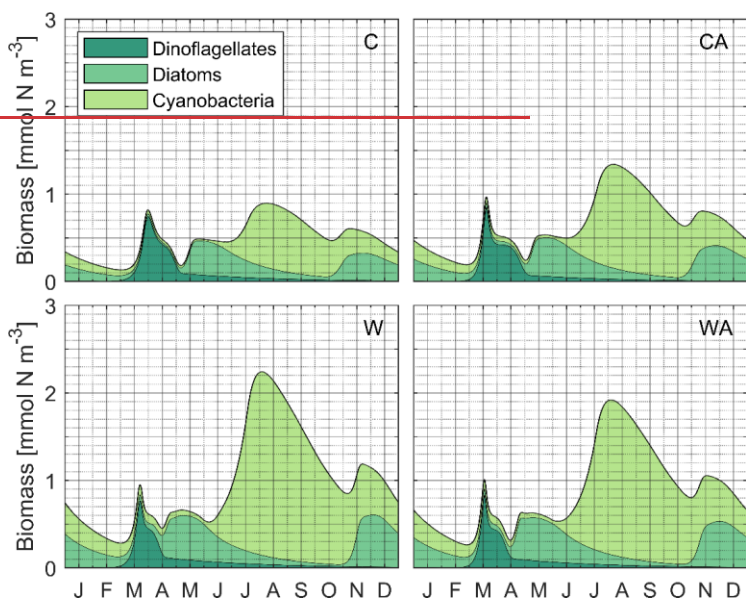 3
C
CA
Dinoflagellates
Diatoms
Cyanobacteria
2
1
0
Biomass [mmol N m⁻³]
3
W
WA
2
1
0
Biomass [mmol N m⁻³]
J F M A M J J A S O N D
J F M A M J J A S O N D